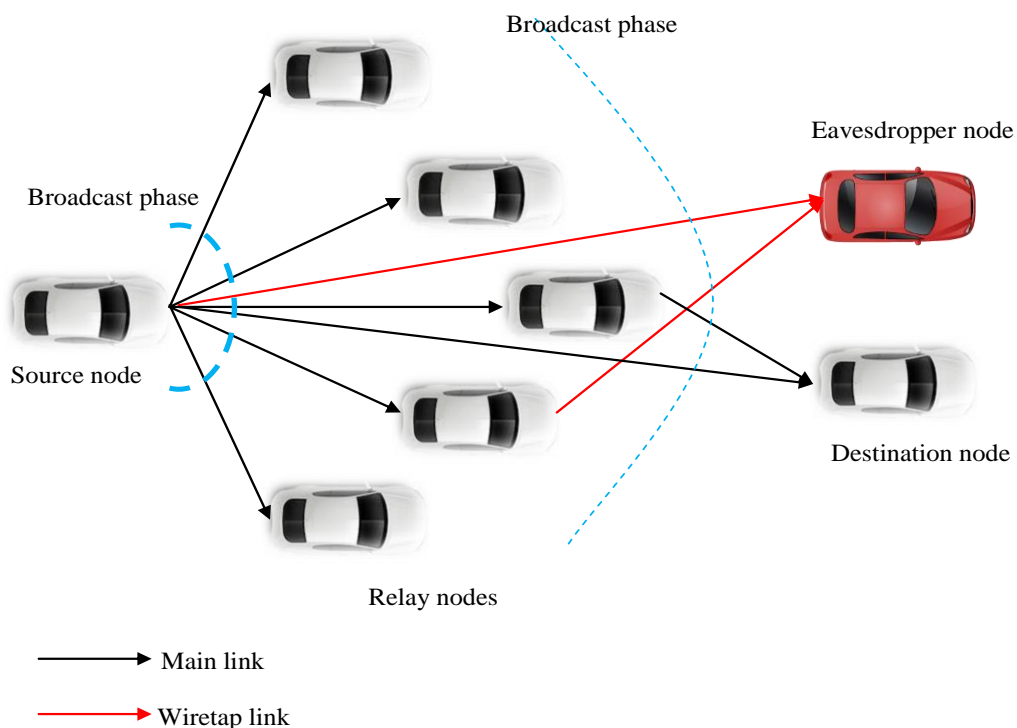 Broadcast phase
Eavesdropper node
Broadcast phase
Source node
Destination node
Relay nodes
Main link
Wiretap link